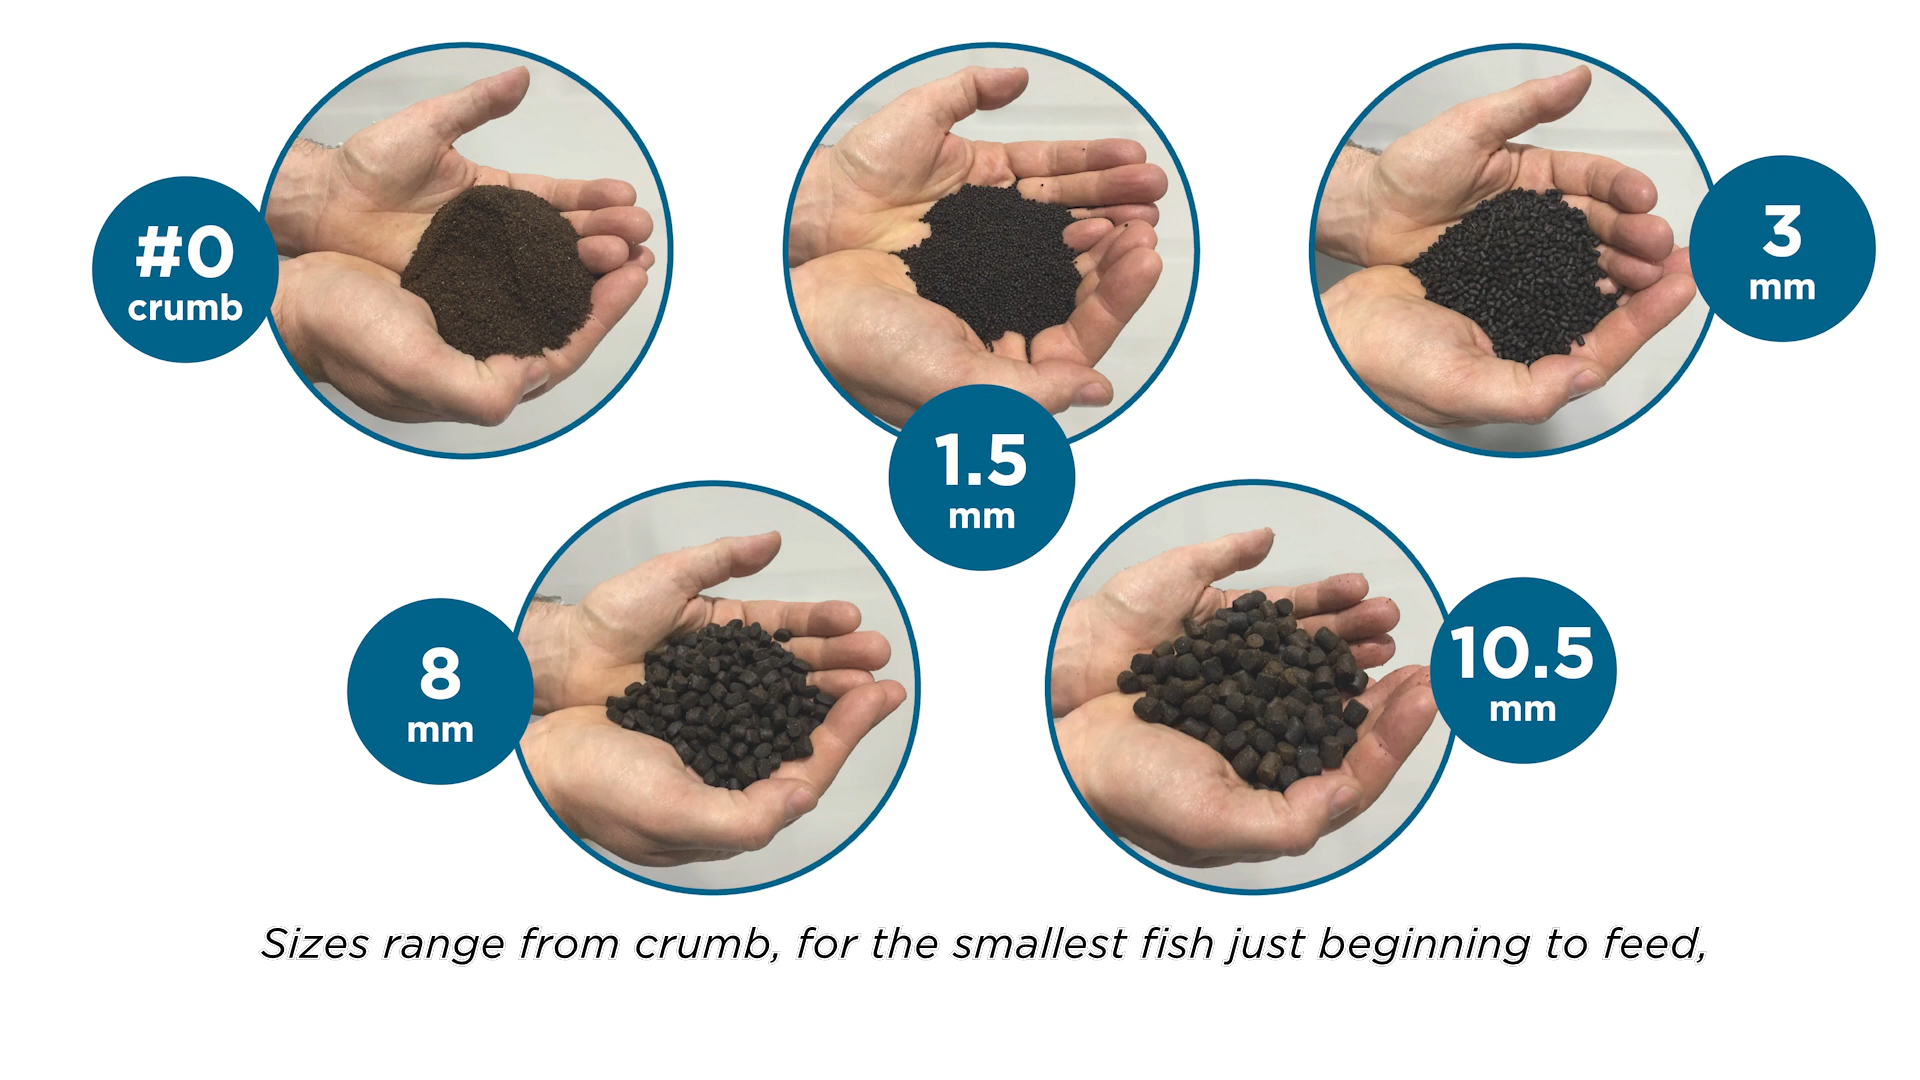 #0
crumb
1.5
mm
3
mm
8
mm
10.5
mm
Sizes range from crumb, for the smallest fish just beginning to feed,